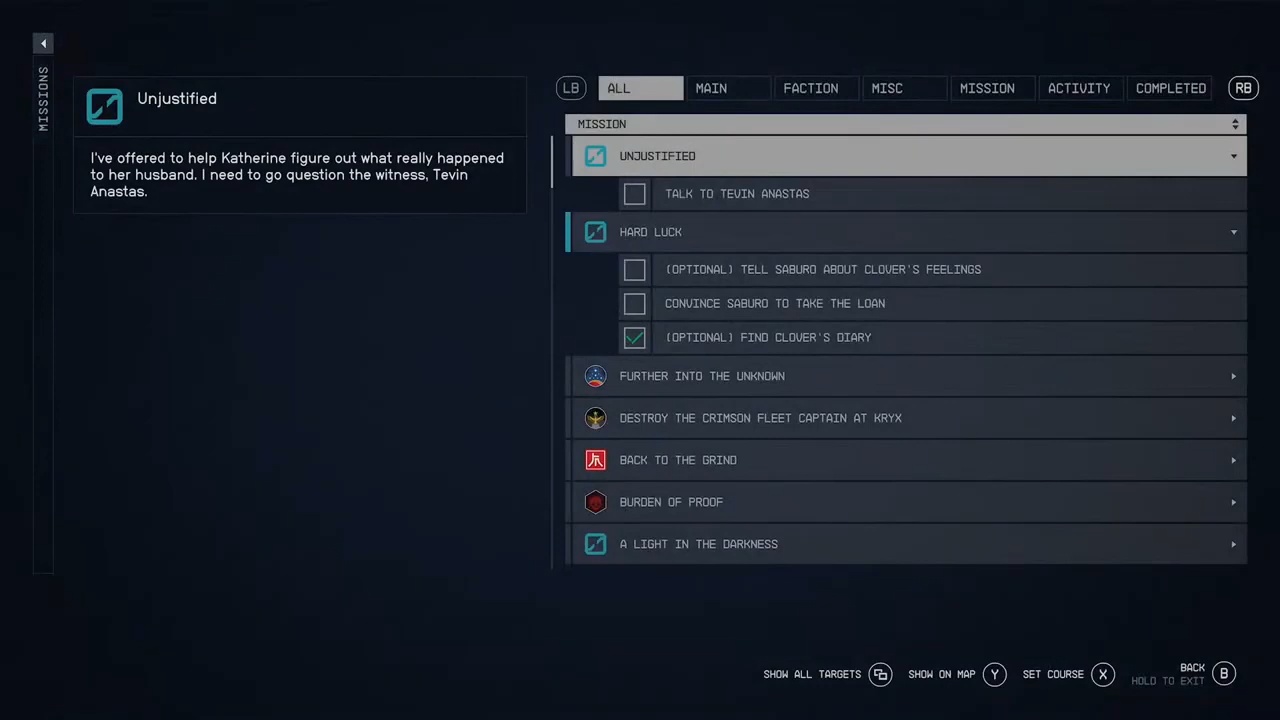 MISSIONS
Unjustified
I've offered to help Katherine figure out what really happened
to her husband. I need to go question the witness, Tevin
Anastas.
LB
ALL
MAIN
FACTION
MISC
MISSION
ACTIVITY
COMPLETED
RB
MISSION
UNJUSTIFIED
TALK TO TEVIN ANASTAS
HARD LUCK
(OPTIONAL) TELL SABURO ABOUT CLOVER'S FEELINGS
CONVINCE SABURO TO TAKE THE LOAN
(OPTIONAL) FIND CLOVER'S DIARY
FURTHER INTO THE UNKNOWN
DESTROY THE CRIMSON FLEET CAPTAIN AT KRYX
BACK TO THE GRIND
BURDEN OF PROOF
A LIGHT IN THE DARKNESS
SHOW ALL TARGETS
SHOW ON MAP Y
SET COURSE X
BACK B
HOLD TO EXIT